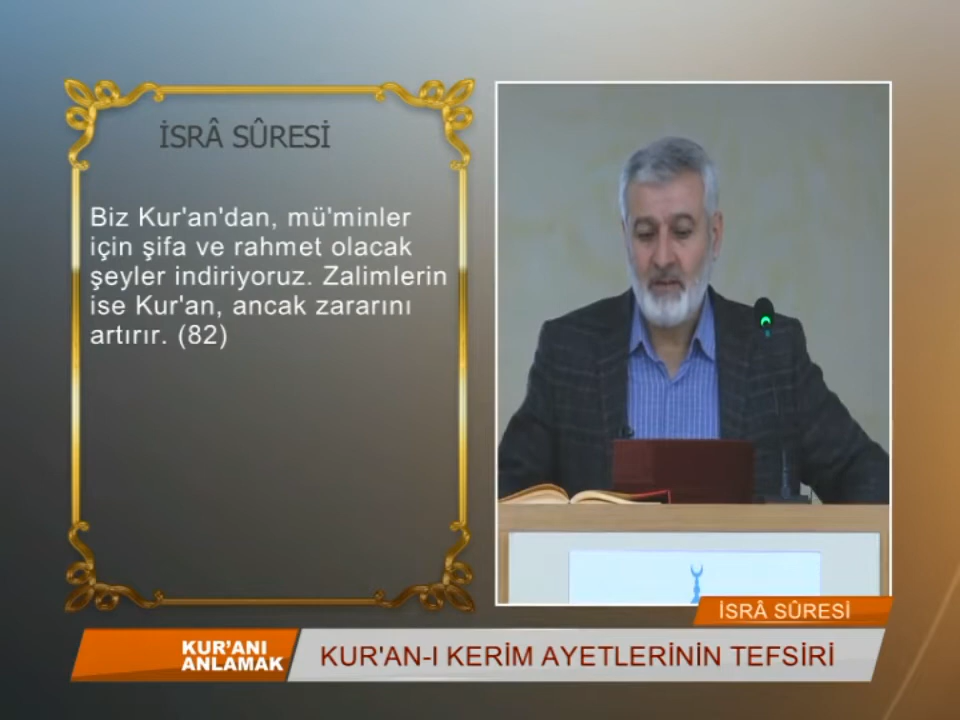 İSRÂ SÛRESİ
Biz Kur'an'dan, mü'minler
için şifa ve rahmet olacak
şeyler indiriyoruz. Zalimlerin
ise Kur'an, ancak zararını
artırır. (82)
İSRÂ SÛRESİ
KUR'ANI
ANLAMAK
KUR'AN-I KERİM AYETLERİNİN TEFSİRİ